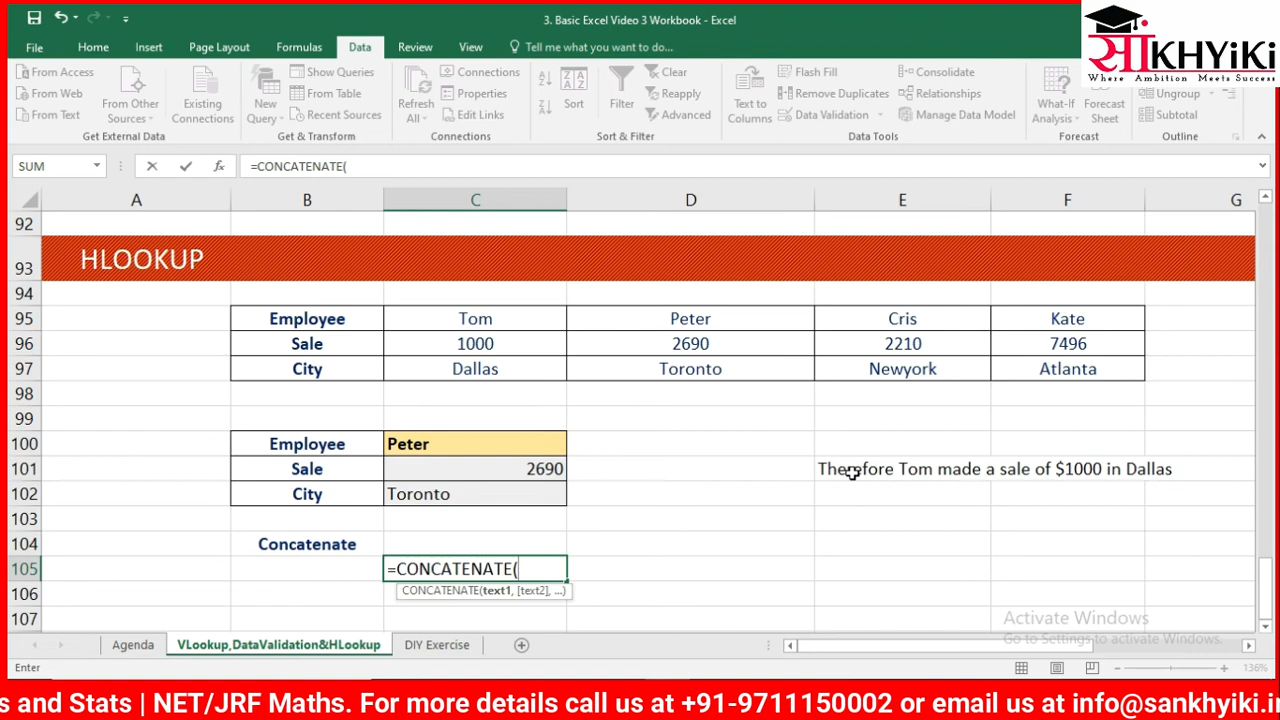 3. Basic Excel Video 3 Workbook - Excel
साKHYiKi
Where Ambition Meets Success
File Home Insert Page Layout Formulas Data Review View Tell me what you want to do...
From Access
From Web
From Text
From Other Sources
Existing Connections
Get External Data
New Query
Show Queries
From Table
Recent Sources
Get & Transform
Refresh All
Connections
Properties
Edit Links
Connections
Sort
Filter
Clear
Reapply
Advanced
Sort & Filter
Text to Columns
Flash Fill
Remove Duplicates
Data Validation
Consolidate
Relationships
Manage Data Model
Data Tools
What-If Analysis
Forecast Sheet
Forecast
Ungroup
Subtotal
Outline
SUM fx =CONCATENATE(
A B C D E F G
92
93 HLOOKUP
94
95 Employee Tom Peter Cris Kate
96 Sale 1000 2690 2210 7496
97 City Dallas Toronto Newyork Atlanta
98
99
100 Employee Peter
101 Sale 2690 Therefore Tom made a sale of $1000 in Dallas
102 City Toronto
103
104 Concatenate
105 =CONCATENATE(
106 CONCATENATE(text1, [text2], ...)
107
Activate Windows
Go to Settings to activate Windows.
Agenda VLookup,DataValidation&HLookup DIY Exercise
Enter 136%
s and Stats | NET/JRF Maths. For more details call us at +91-9711150002 or email us at info@sankhyiki.i